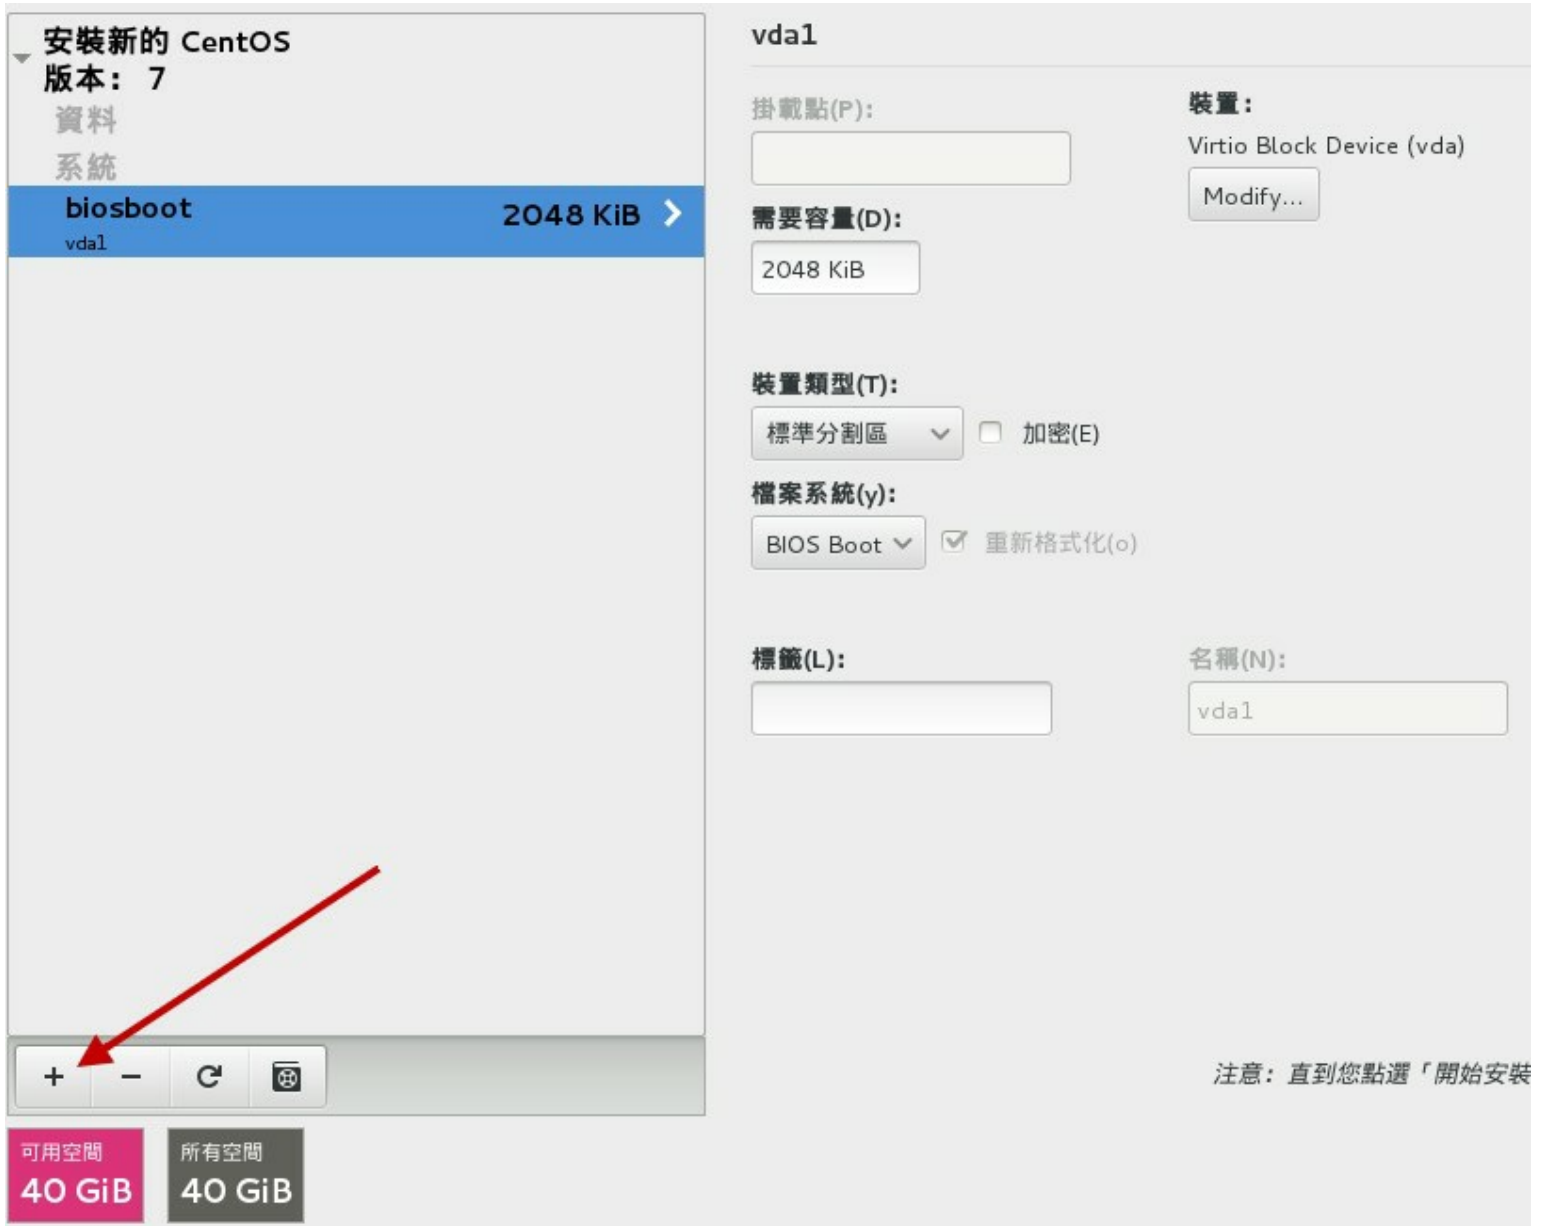 安裝新的 CentOS
版本： 7
資料
系統
biosboot
2048 KiB
vda1
可用空間
40 GiB
所有空間
40 GiB
vda1
掛載點(P)：
裝置：
Virtio Block Device (vda)
Modify...
需要容量(D)：
2048 KiB
裝置類型(T)：
標準分割區
加密(E)
檔案系統(y)：
BIOS Boot
重新格式化(o)
標籤(L)：
名稱(N)：
vda1
注意：直到您點選「開始安裝